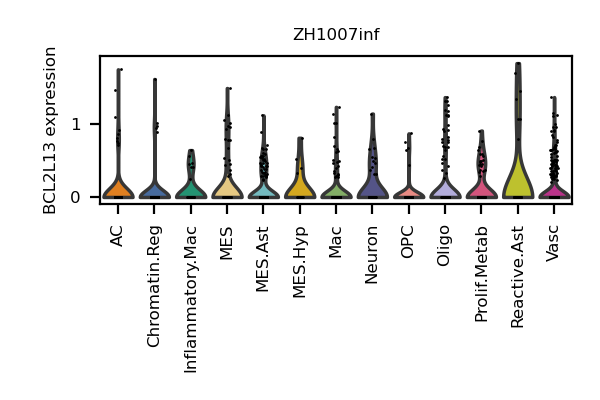 ZH1007inf
BCL2L13 expression
1
0
AC
Chromatin.Reg
Inflammatory.Mac
MES
MES.Ast
MES.Hyp
Mac
Neuron
OPC
Oligo
Prolif.Metab
Reactive.Ast
Vasc